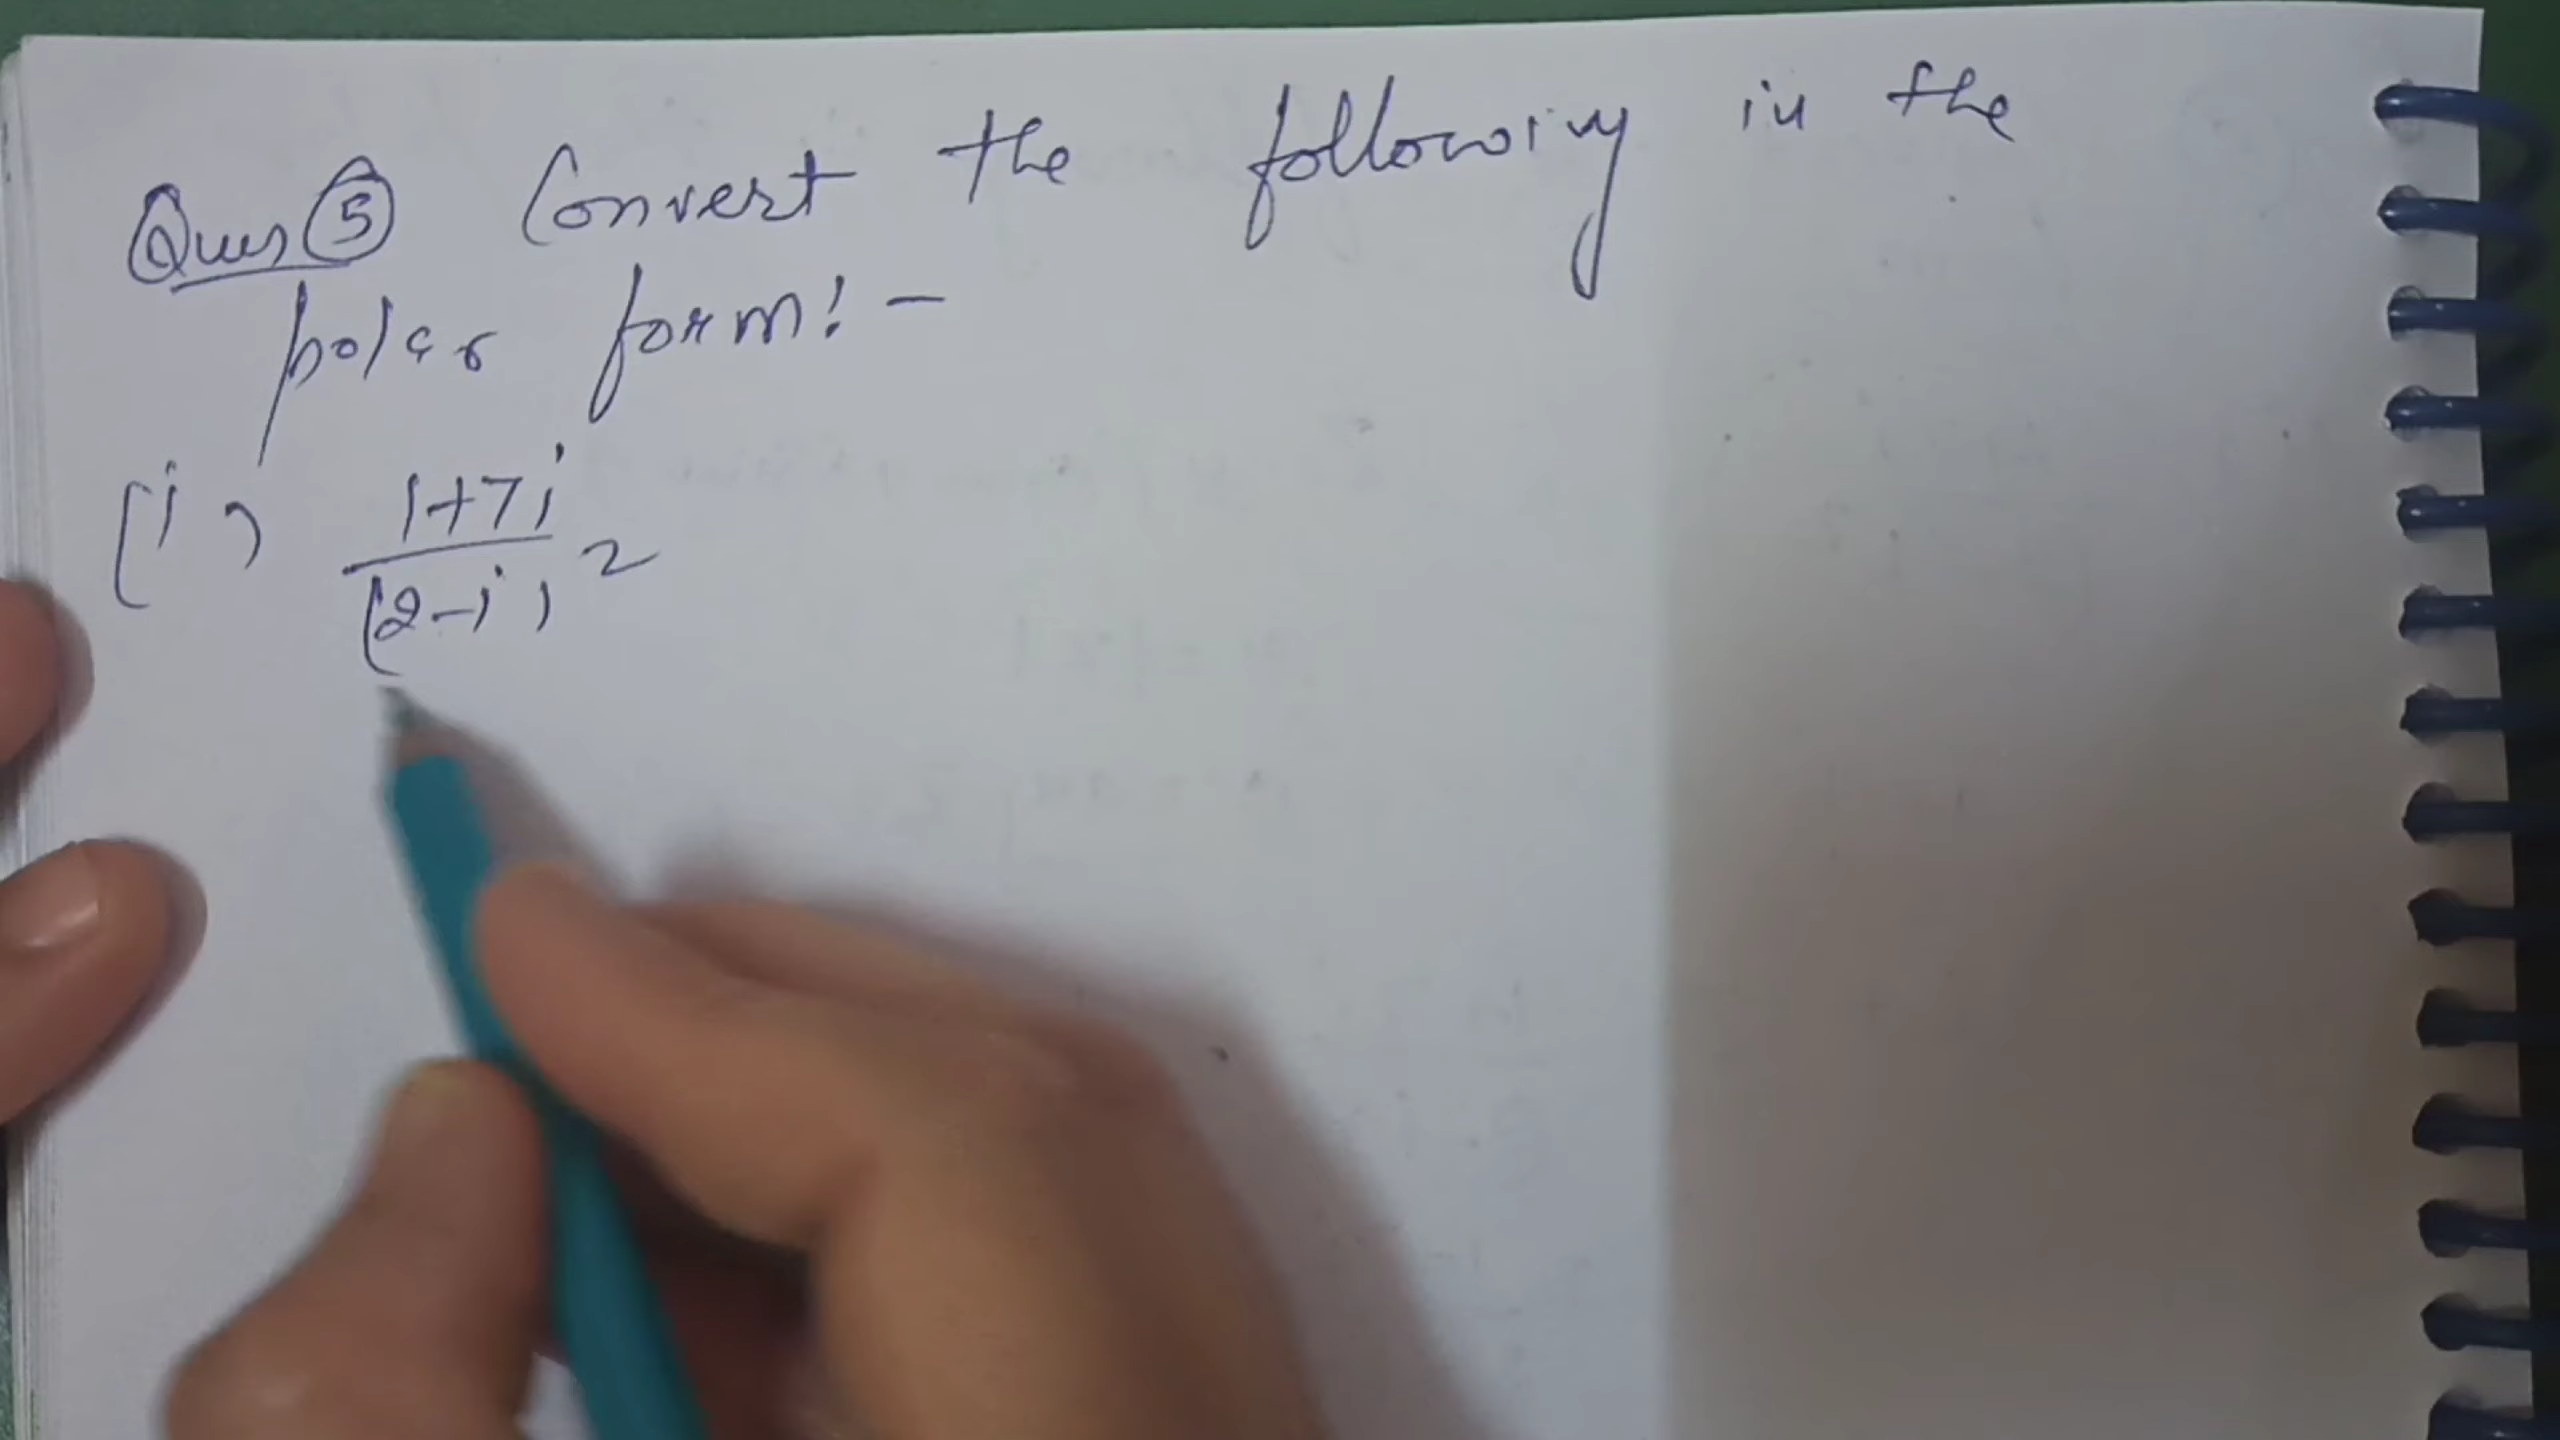 Ques 5 Convert the following in the
polar form:-
(i) 1+7i
(2-i)²